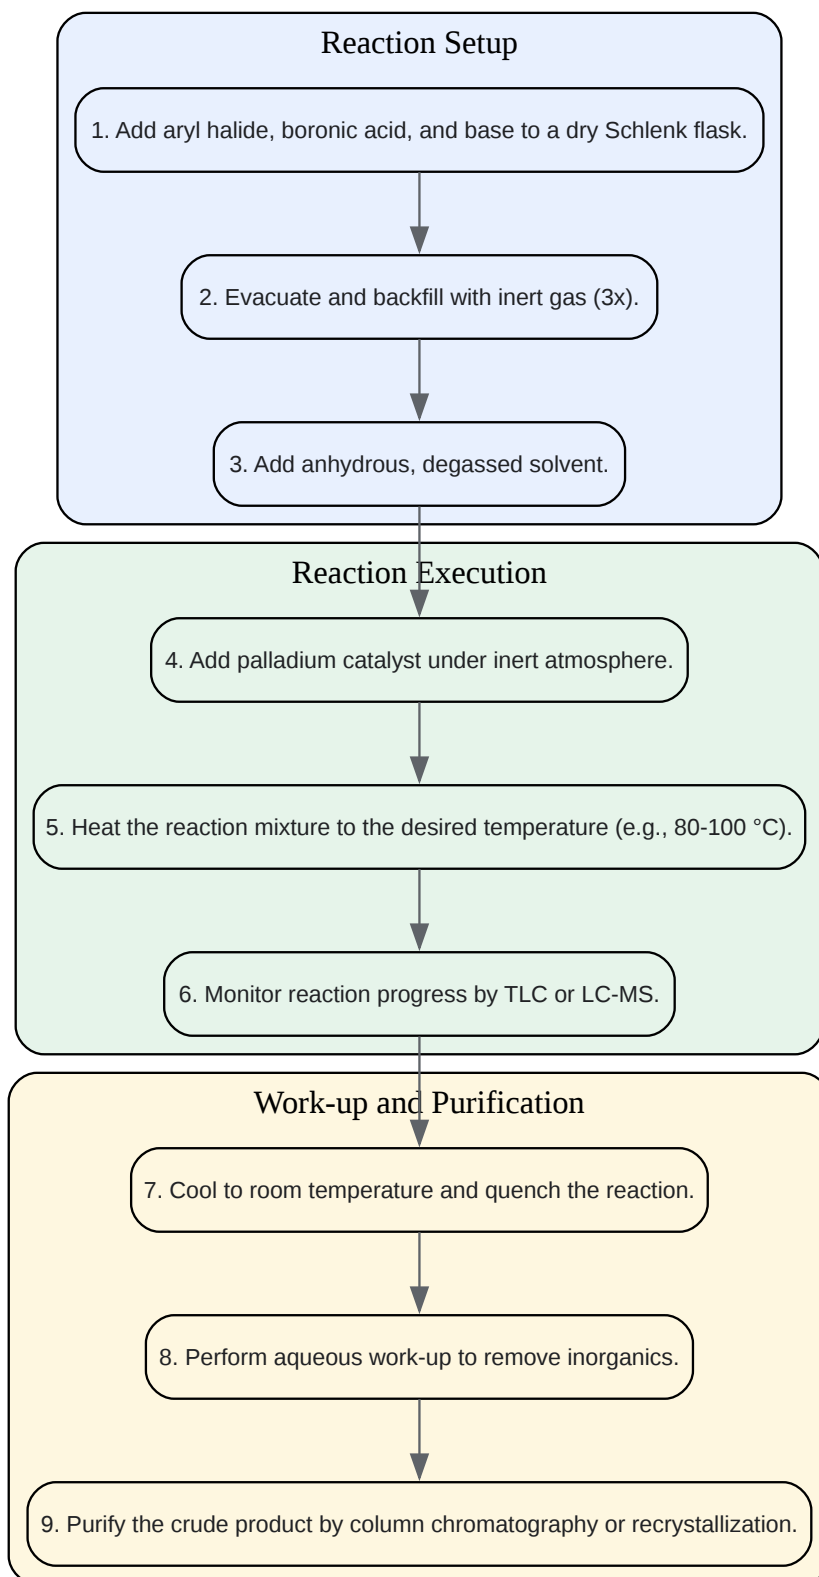 Reaction Setup
1. Add aryl halide, boronic acid, and base to a dry Schlenk flask.
2. Evacuate and backfill with inert gas (3x).
3. Add anhydrous, degassed solvent.
Reaction Execution
4. Add palladium catalyst under inert atmosphere.
5. Heat the reaction mixture to the desired temperature (e.g., 80-100 °C).
6. Monitor reaction progress by TLC or LC-MS.
Work-up and Purification
7. Cool to room temperature and quench the reaction.
8. Perform aqueous work-up to remove inorganics.
9. Purify the crude product by column chromatography or recrystallization.